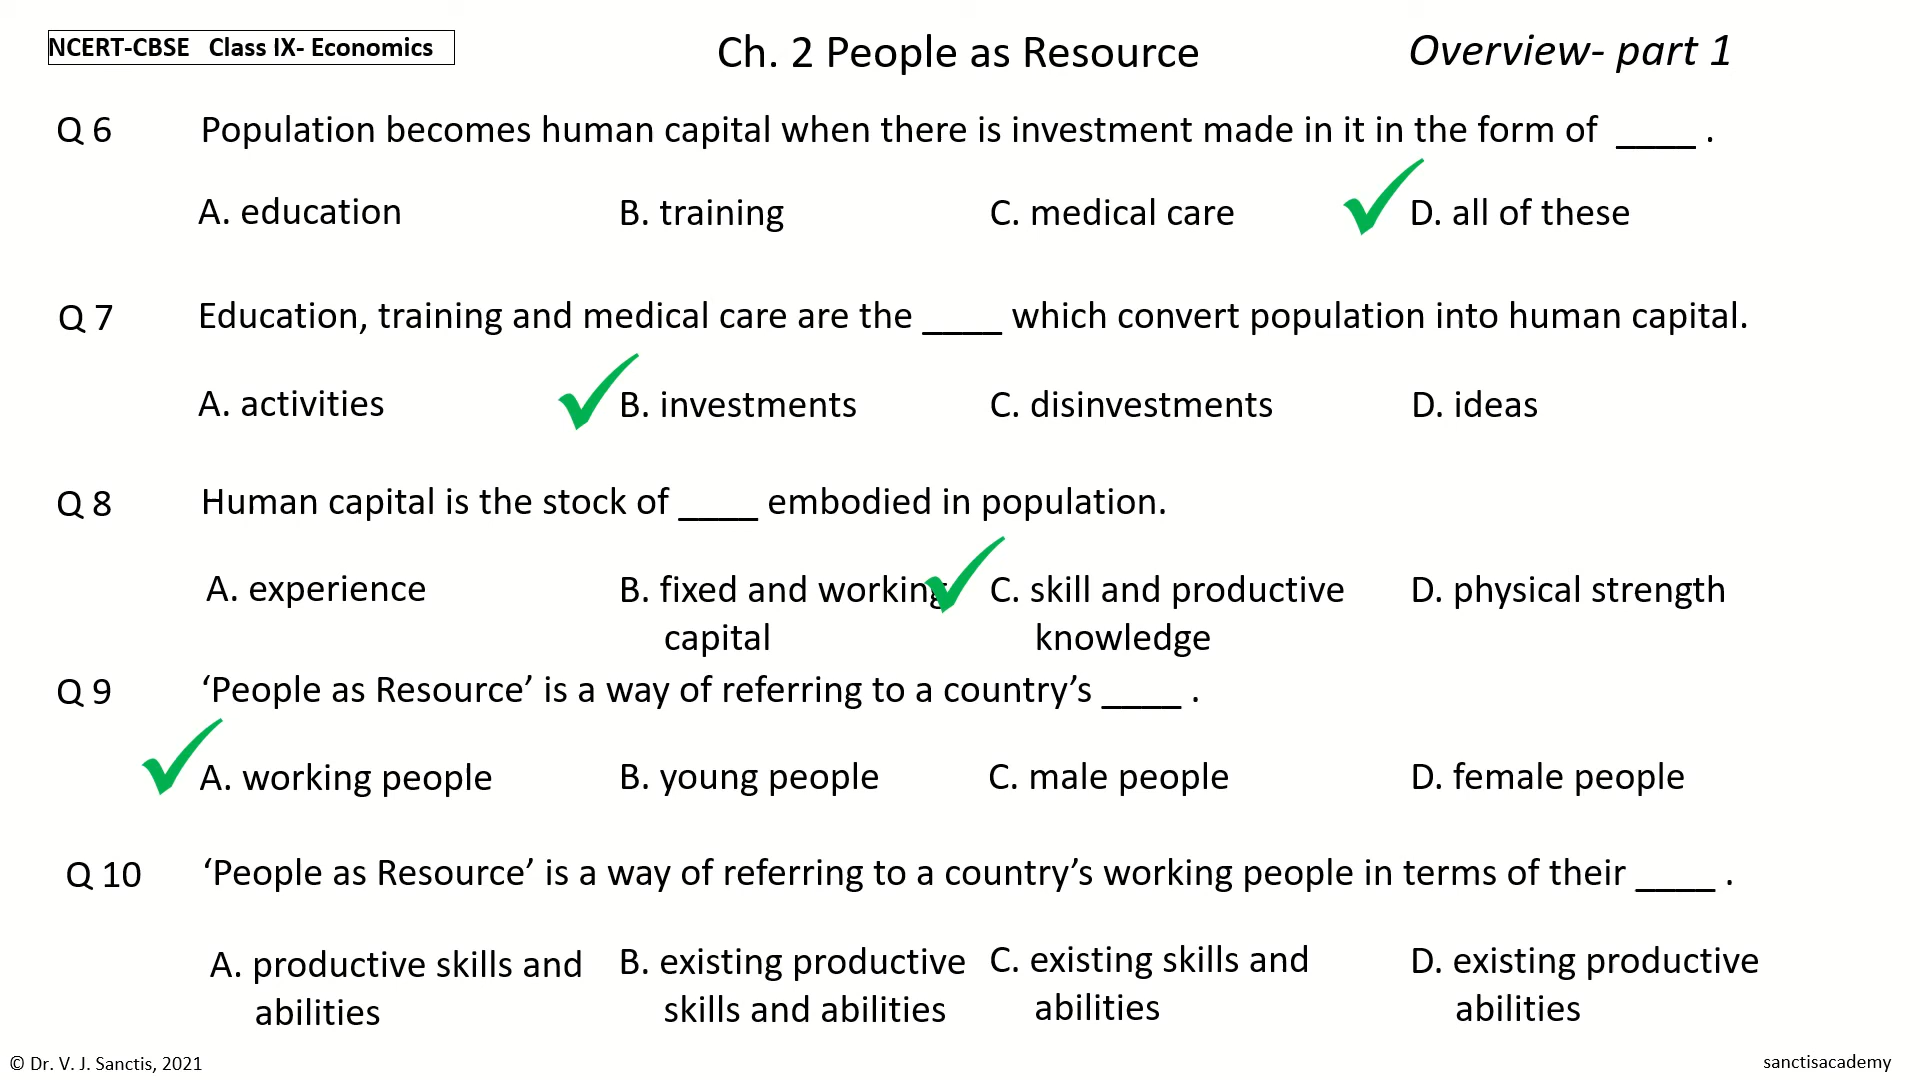 NCERT-CBSE Class IX- Economics
Ch. 2 People as Resource
Overview- part 1
Q 6 Population becomes human capital when there is investment made in it in the form of ____ .
A. education B. training C. medical care D. all of these
Q 7 Education, training and medical care are the ____ which convert population into human capital.
A. activities B. investments C. disinvestments D. ideas
Q 8 Human capital is the stock of ____ embodied in population.
A. experience B. fixed and working C. skill and productive D. physical strength
capital knowledge
Q 9 ‘People as Resource’ is a way of referring to a country’s ____ .
A. working people B. young people C. male people D. female people
Q 10 ‘People as Resource’ is a way of referring to a country’s working people in terms of their ____ .
A. productive skills and B. existing productive C. existing skills and D. existing productive
abilities skills and abilities abilities abilities
© Dr. V. J. Sanctis, 2021
sanctisacademy